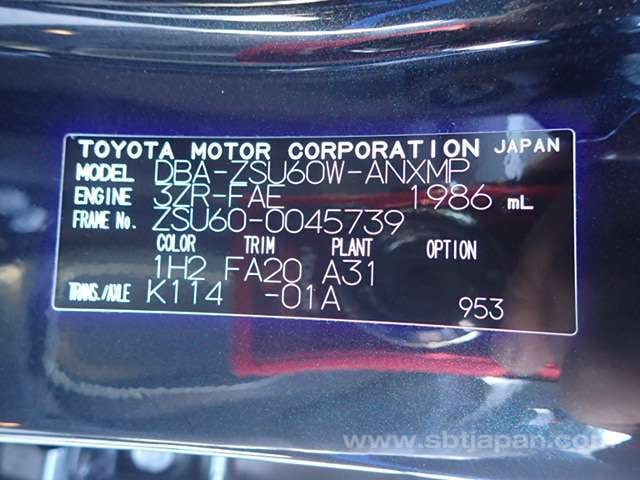 TOYOTA MOTOR CORPORATION JAPAN
MODEL DBA-ZSU60W-ANXMP
ENGINE 3ZR-FAE 1986 mL
FRAME No. ZSU60-0045739
COLOR TRIM PLANT OPTION
1H2 FA20 A31
TRANS./AXLE K114 -01A 953
www.sbtjapan.com